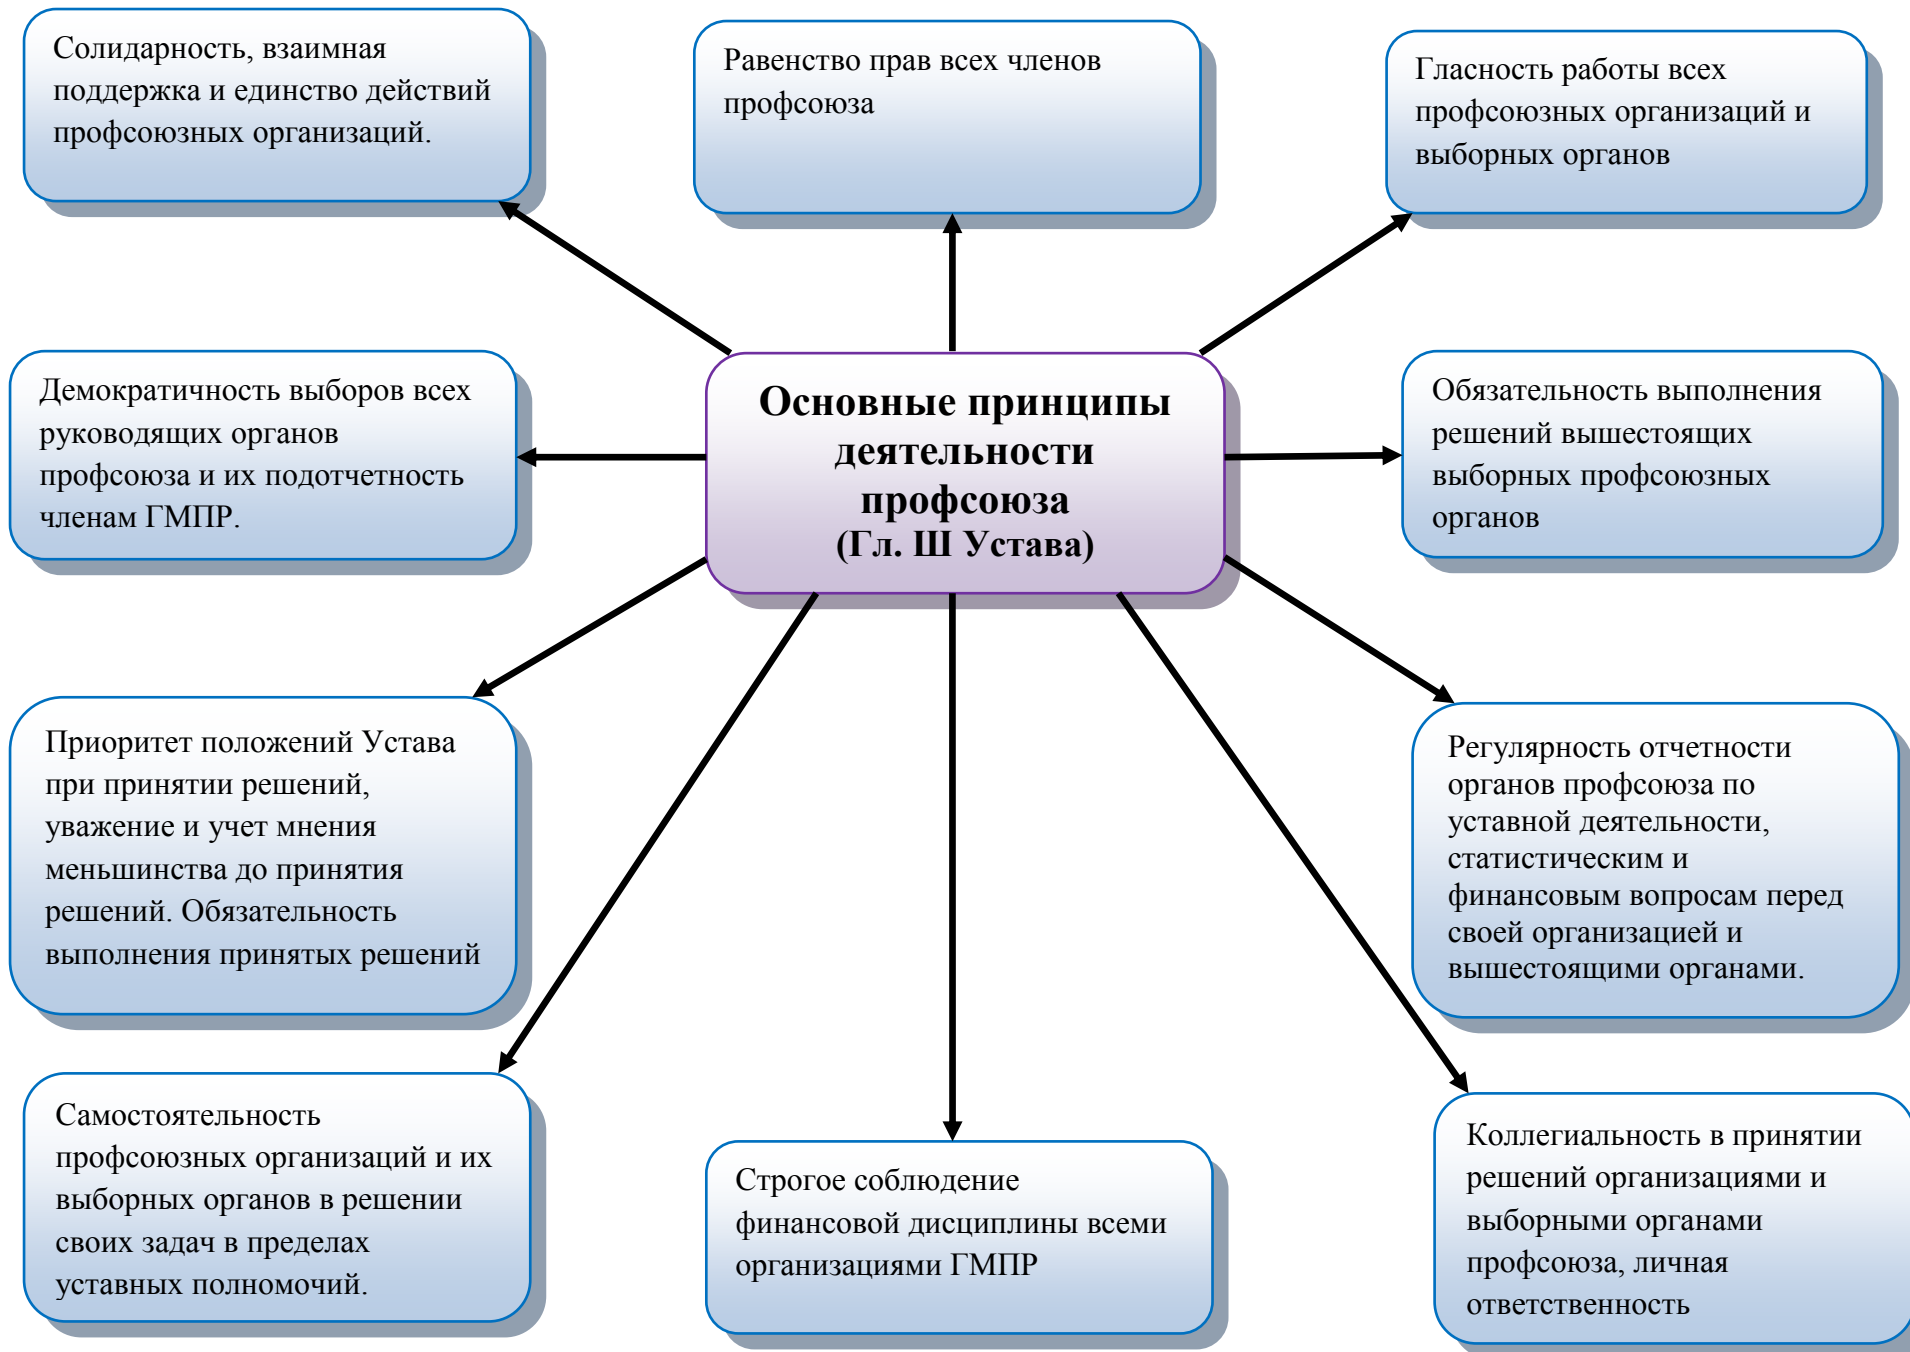 Солидарность, взаимная
поддержка и единство действий
профсоюзных организаций.
Равенство прав всех членов
профсоюза
Гласность работы всех
профсоюзных организаций и
выборных органов
Демократичность выборов всех
руководящих органов
профсоюза и их подотчетность
членам ГМПР.
Основные принципы
деятельности
профсоюза
(Гл. Ш Устава)
Обязательность выполнения
решений вышестоящих
выборных профсоюзных
органов
Приоритет положений Устава
при принятии решений,
уважение и учет мнения
меньшинства до принятия
решений. Обязательность
выполнения принятых решений
Регулярность отчетности
органов профсоюза по
уставной деятельности,
статистическим и
финансовым вопросам перед
своей организацией и
вышестоящими органами.
Самостоятельность
профсоюзных организаций и их
выборных органов в решении
своих задач в пределах
уставных полномочий.
Строгое соблюдение
финансовой дисциплины всеми
организациями ГМПР
Коллегиальность в принятии
решений организациями и
выборными органами
профсоюза, личная
ответственность